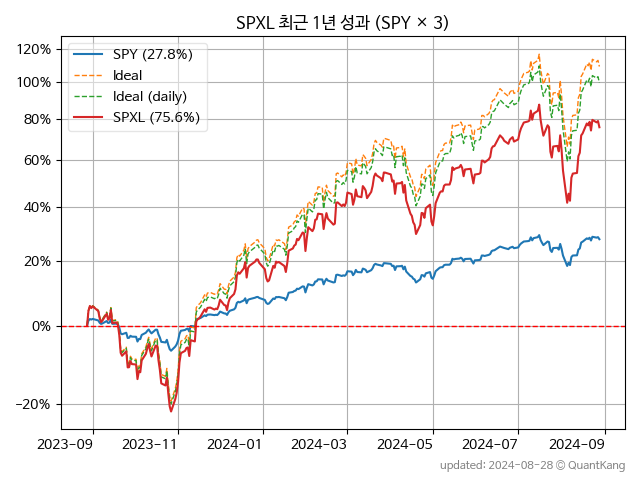 SPXL 최근 1년 성과 (SPY × 3)
120%
100%
80%
60%
40%
20%
0%
−20%
SPY (27.8%)
Ideal
Ideal (daily)
SPXL (75.6%)
2023−09
2023−11
2024−01
2024−03
2024−05
2024−07
2024−09
updated: 2024-08-28 © QuantKang